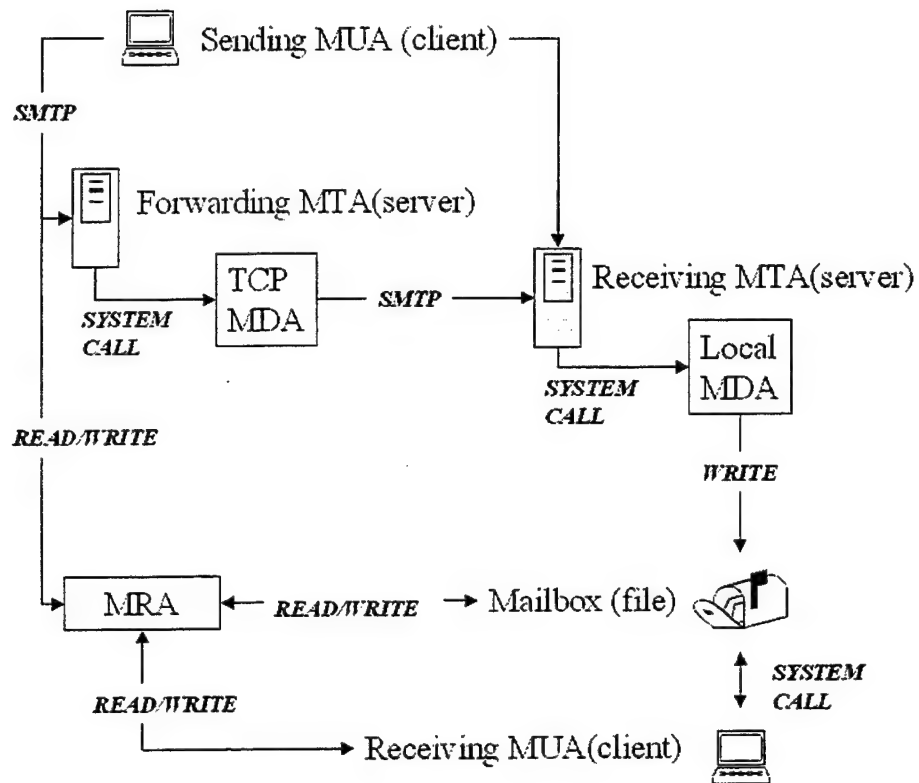 Sending MUA (client)
SMTP
Forwarding MTA(server)
TCP
MDA
SMTP
Receiving MTA(server)
SYSTEM
CALL
Local
MDA
SYSTEM
CALL
READ/WRITE
WRITE
MRA
READ/WRITE
Mailbox (file)
SYSTEM
CALL
READ/WRITE
Receiving MUA(client)